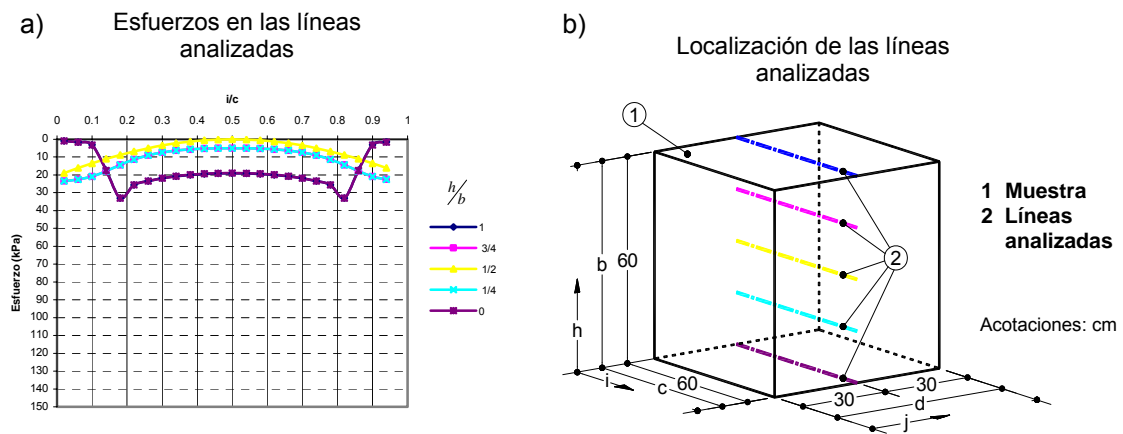 a)
Esfuerzos en las líneas
analizadas
i/c
0 0.1 0.2 0.3 0.4 0.5 0.6 0.7 0.8 0.9 1
0
10
20
30
40
50
60
70
80
90
100
110
120
130
140
150
Esfuerzo (kPa)
h/b
1
3/4
1/2
1/4
0
b)
Localización de las líneas
analizadas
1
b 60
h
2
i
c
60
30
30
d
j
1 Muestra
2 Líneas
analizadas
Acotaciones: cm